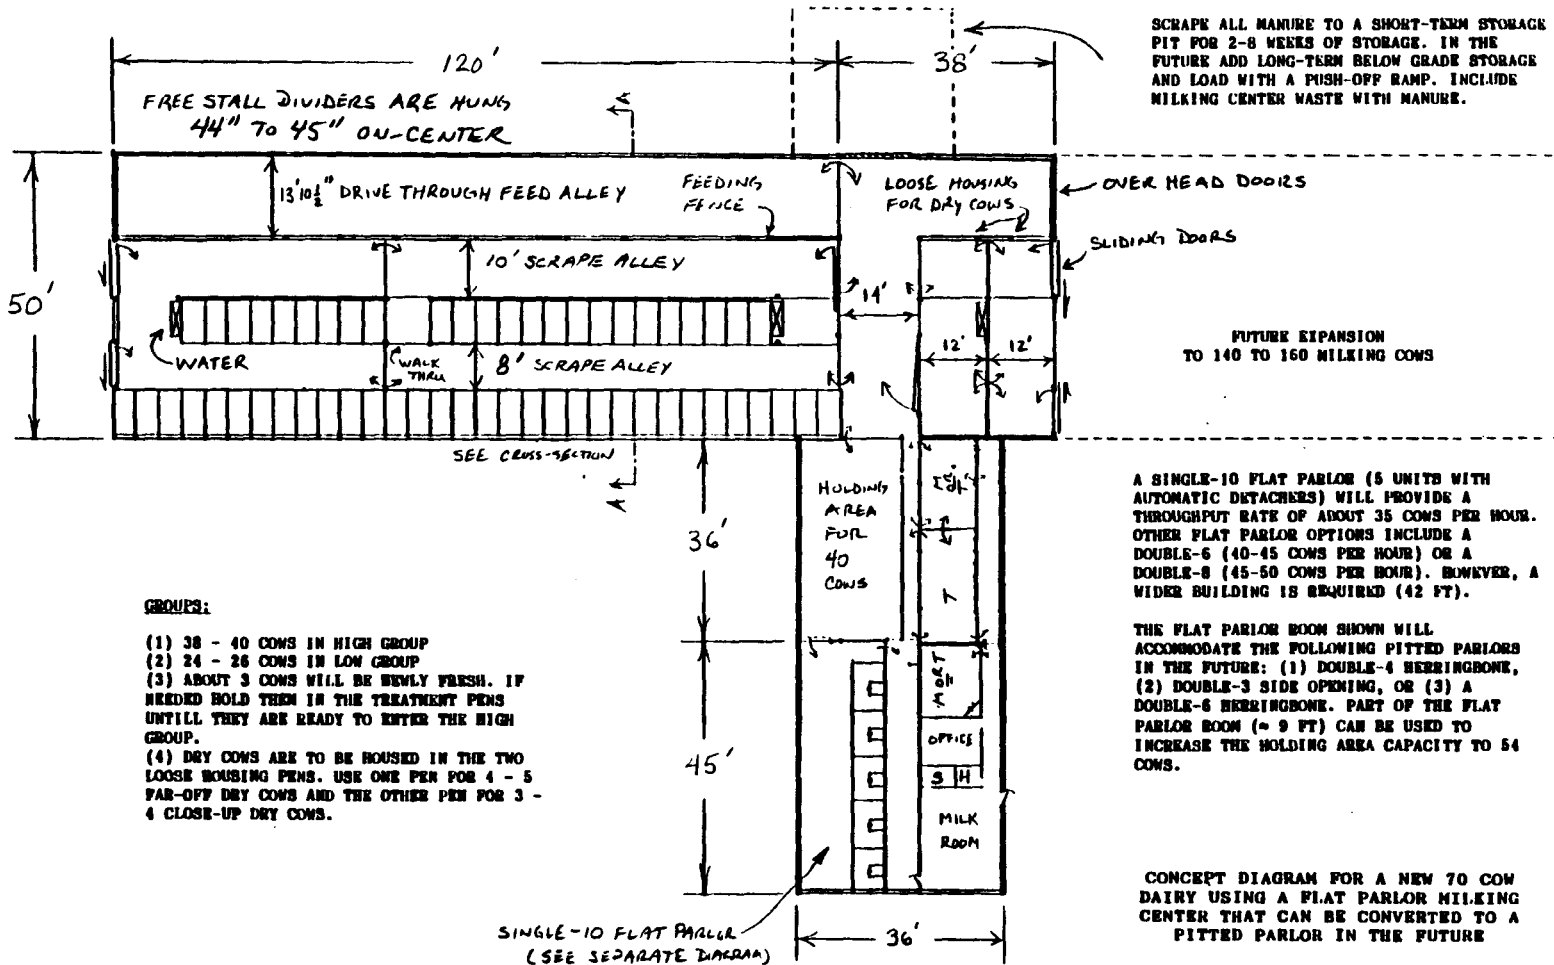 SCRAPE ALL MANURE TO A SHORT-TERM STORAGE
PIT FOR 2-8 WEEKS OF STORAGE. IN THE
FUTURE ADD LONG-TERM BELOW GRADE STORAGE
AND LOAD WITH A PUSH-OFF RAMP. INCLUDE
MILKING CENTER WASTE WITH MANURE.
120'
38'
FREE STALL DIVIDERS ARE HUNG
44" TO 45" ON-CENTER
13'10½" DRIVE THROUGH FEED ALLEY
FEEDING
FENCE
LOOSE HOUSING
FOR DRY COWS
OVER HEAD DOORS
SLIDING DOORS
50'
10' SCRAPE ALLEY
14'
WATER
WALK
THRU
8' SCRAPE ALLEY
12'
12'
FUTURE EXPANSION
TO 140 TO 160 MILKING COWS
SEE CROSS-SECTION
36'
HOLDING
AREA
FOR
40
COWS
T
A SINGLE-10 FLAT PARLOR (5 UNITS WITH
AUTOMATIC DETACHERS) WILL PROVIDE A
THROUGHPUT RATE OF ABOUT 35 COWS PER HOUR.
OTHER FLAT PARLOR OPTIONS INCLUDE A
DOUBLE-6 (40-45 COWS PER HOUR) OR A
DOUBLE-8 (45-50 COWS PER HOUR). HOWEVER, A
WIDER BUILDING IS REQUIRED (42 FT).
THE FLAT PARLOR ROOM SHOWN WILL
ACCOMMODATE THE FOLLOWING PITTED PARLORS
IN THE FUTURE: (1) DOUBLE-4 HERRINGBONE,
(2) DOUBLE-3 SIDE OPENING, OR (3) A
DOUBLE-6 HERRINGBONE. PART OF THE FLAT
PARLOR ROOM (≈ 9 FT) CAN BE USED TO
INCREASE THE HOLDING AREA CAPACITY TO 54
COWS.
GROUPS:
(1) 38 - 40 COWS IN HIGH GROUP
(2) 24 - 26 COWS IN LOW GROUP
(3) ABOUT 3 COWS WILL BE NEWLY FRESH. IF
NEEDED HOLD THEM IN THE TREATMENT PENS
UNTILL THEY ARE READY TO ENTER THE HIGH
GROUP.
(4) DRY COWS ARE TO BE HOUSED IN THE TWO
LOOSE HOUSING PENS. USE ONE PEN FOR 4 - 5
FAR-OFF DRY COWS AND THE OTHER PEN FOR 3 -
4 CLOSE-UP DRY COWS.
45'
OFFICE
S H
MILK
ROOM
SINGLE-10 FLAT PARLOR
(SEE SEPARATE DIAGRAM)
36'
CONCEPT DIAGRAM FOR A NEW 70 COW
DAIRY USING A FLAT PARLOR MILKING
CENTER THAT CAN BE CONVERTED TO A
PITTED PARLOR IN THE FUTURE